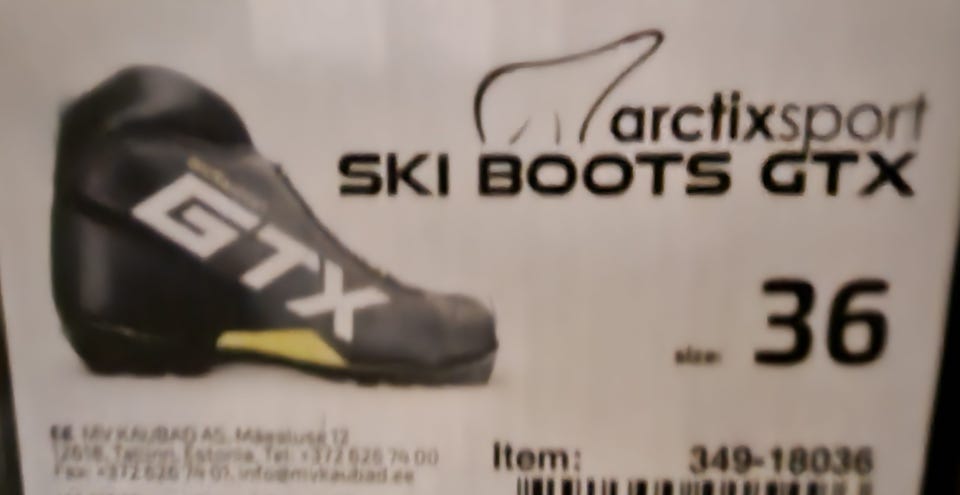 arctixsport
SKI BOOTS GTX
GTX
size: 36
EE MV KAUBAD AS, Mäealuse 12
12618, Tallinn, Estonia, Tel: +372 626 74 00
Fax: +372 626 74 01, info@mvkaubad.ee
Item: 349-18036